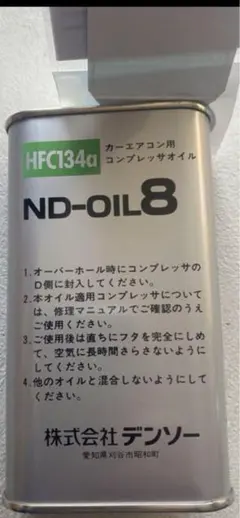 HFC134a
カーエアコン用
コンプレッサオイル
ND-OIL8
1.オーバーホール時にコンプレッサの
D側に封入してください。
2.本オイル適用コンプレッサについて
は、修理マニュアルでご確認のうえ
ご使用ください。
3.ご使用後は直ちにフタを完全にしめ
て、空気に長時間さらさないように
してください。
4.他のオイルと混合しないようにして
ください。
株式会社 デンソー
愛知県刈谷市昭和町